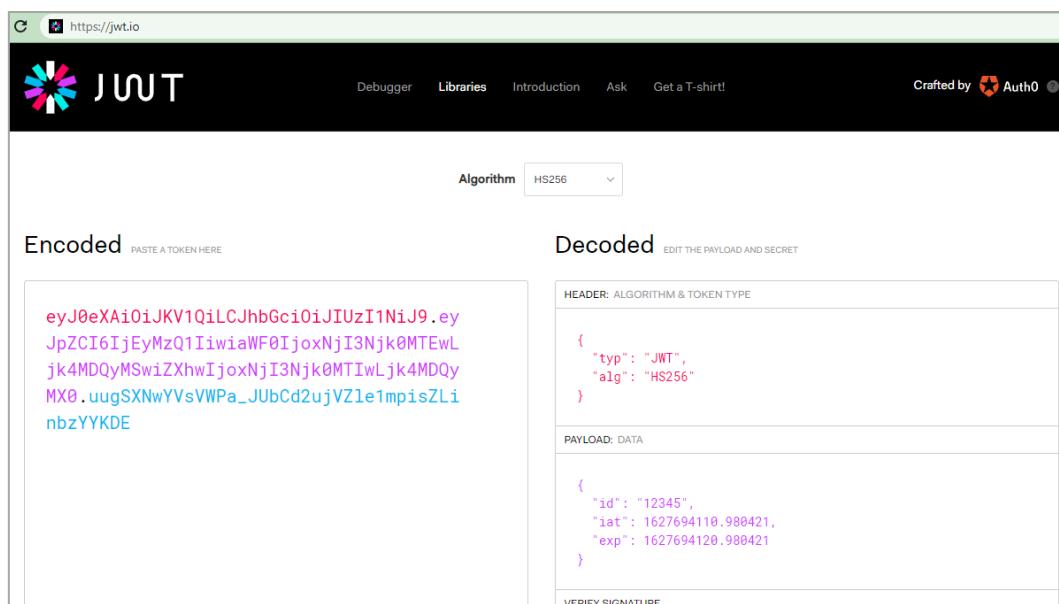 https://jwt.io
JWT
Debugger Libraries Introduction Ask Get a T-shirt!
Crafted by Auth0 ?
Algorithm HS256
Encoded PASTE A TOKEN HERE
eyJ0eXAiOiJKV1QiLCJhbGciOiJIUzI1NiJ9.ey
JpZCI6IjEyMzQ1IiwiaWF0IjoxNjI3Njk0MTEwL
jk4MDQyMSwiZXhwIjoxNjI3Njk0MTIwLjk4MDQy
MX0.uugSXNwYVsVWPa_JUbCd2ujVZle1mpisZLi
nbzYYKDE
Decoded EDIT THE PAYLOAD AND SECRET
HEADER: ALGORITHM & TOKEN TYPE
{
"typ": "JWT",
"alg": "HS256"
}
PAYLOAD: DATA
{
"id": "12345",
"iat": 1627694110.980421,
"exp": 1627694120.980421
}
VERIFY SIGNATURE